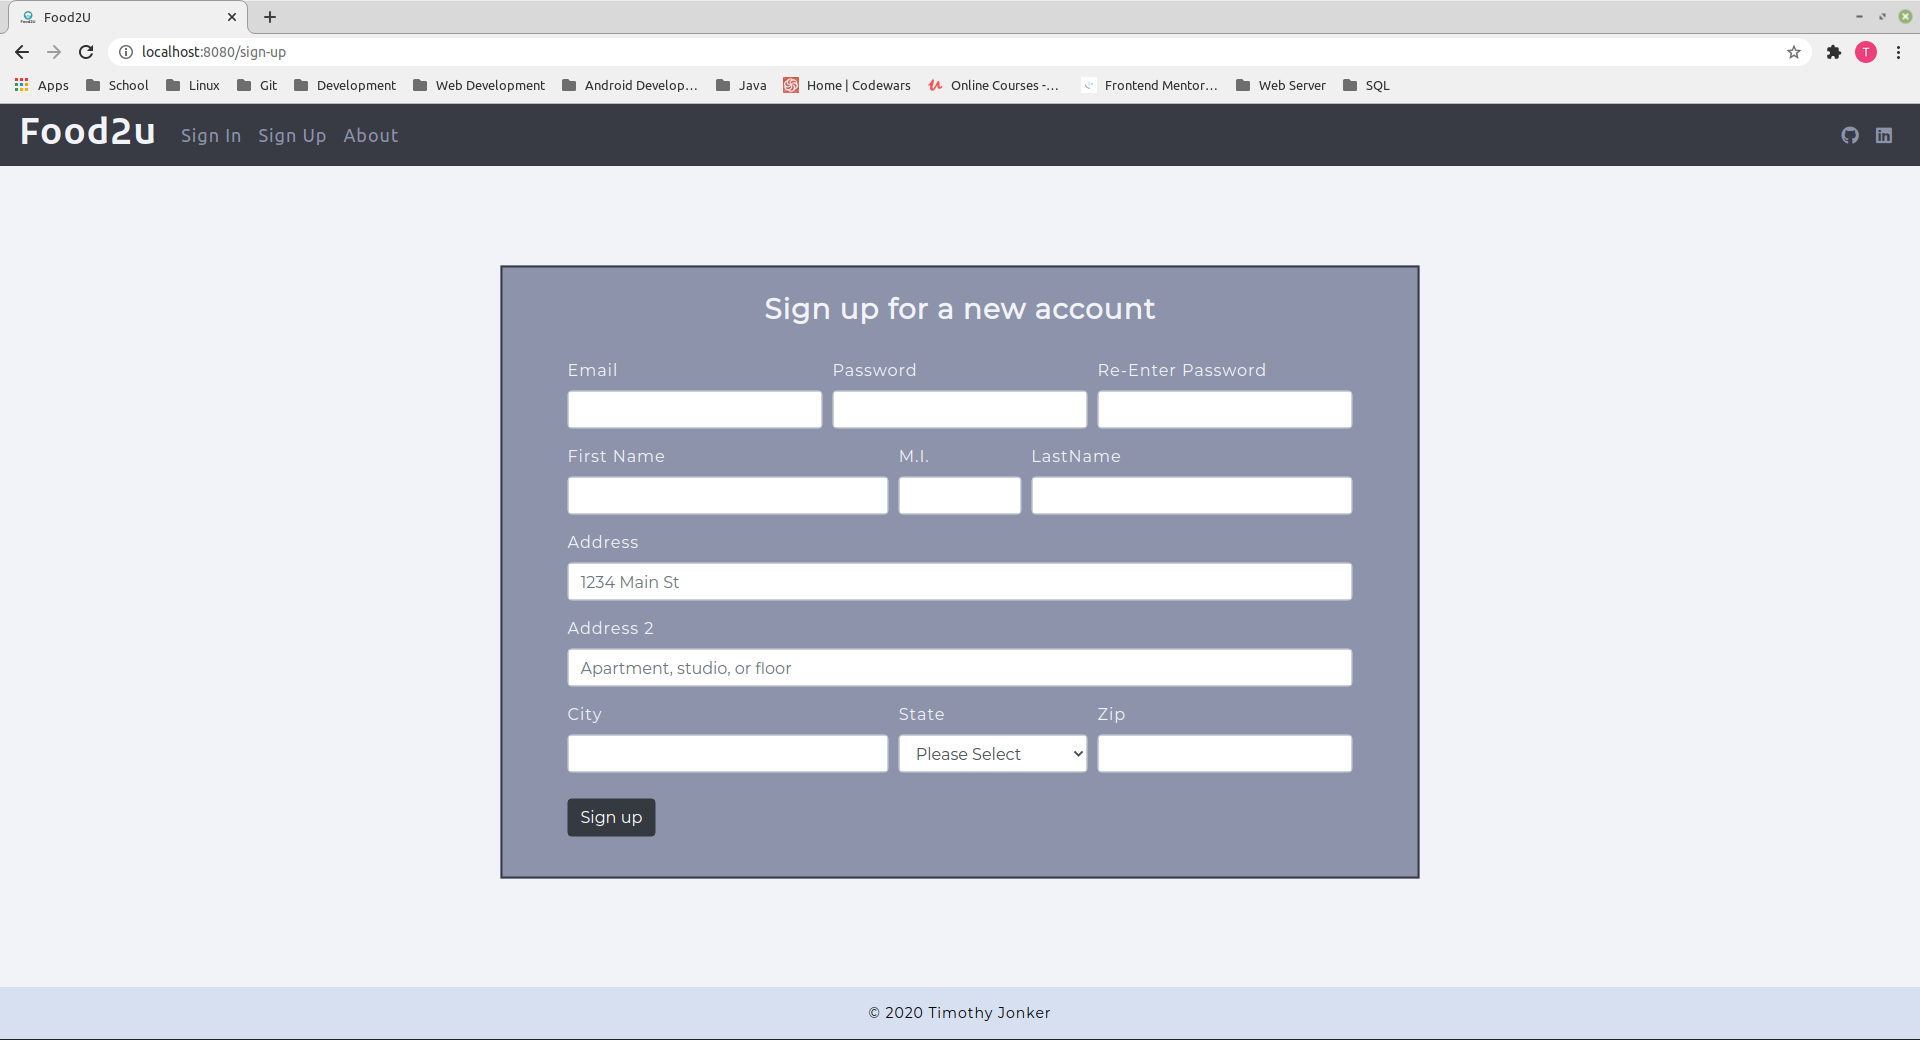 Food2U
localhost:8080/sign-up
T
Apps School Linux Git Development Web Development Android Develop... Java Home | Codewars Online Courses -... Frontend Mentor... Web Server SQL
Food2u Sign In Sign Up About
Sign up for a new account
Email Password Re-Enter Password
First Name M.I. LastName
Address
1234 Main St
Address 2
Apartment, studio, or floor
City State Zip
Please Select
Sign up
© 2020 Timothy Jonker